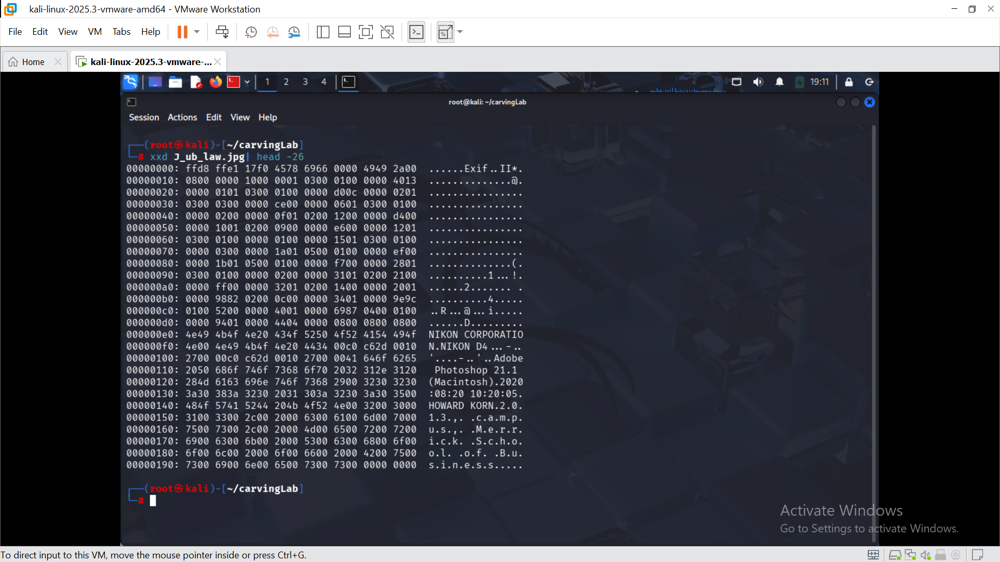 kali-linux-2025.3-vmware-amd64 - VMware Workstation
File Edit View VM Tabs Help
Home kali-linux-2025.3-vmware-...
1 2 3 4 19:11
root@kali: ~/carvingLab
Session Actions Edit View Help
┌──(root㉿kali)-[~/carvingLab]
└─# xxd J_ub_law.jpg| head -26
00000000: ffd8 ffe1 17f0 4578 6966 0000 4949 2a00  ......Exif..II*.
00000010: 0800 0000 1000 0001 0300 0100 0000 4013  ..............@.
00000020: 0000 0101 0300 0100 0000 d00c 0000 0201  ................
00000030: 0300 0300 0000 ce00 0000 0601 0300 0100  ................
00000040: 0000 0200 0000 0f01 0200 1200 0000 d400  ................
00000050: 0000 1001 0200 0900 0000 e600 0000 1201  ................
00000060: 0300 0100 0000 0100 0000 1501 0300 0100  ................
00000070: 0000 0300 0000 1a01 0500 0100 0000 ef00  ................
00000080: 0000 1b01 0500 0100 0000 f700 0000 2801  ..............(.
00000090: 0300 0100 0000 0200 0000 3101 0200 2100  ..........1...!.
000000a0: 0000 ff00 0000 3201 0200 1400 0000 2001  ......2....... .
000000b0: 0000 9882 0200 0c00 0000 3401 0000 9e9c  ..........4.....
000000c0: 0100 5200 0000 4001 0000 6987 0400 0100  ..R...@...i.....
000000d0: 0000 9401 0000 4404 0000 0800 0800 0800  ......D.........
000000e0: 4e49 4b4f 4e20 434f 5250 4f52 4154 494f  NIKON CORPORATIO
000000f0: 4e00 4e49 4b4f 4e20 4434 00c0 c62d 0010  N.NIKON D4...-..
00000100: 2700 00c0 c62d 0010 2700 0041 646f 6265  '....-..'..Adobe
00000110: 2050 686f 746f 7368 6f70 2032 312e 3120   Photoshop 21.1
00000120: 284d 6163 696e 746f 7368 2900 3230 3230  (Macintosh).2020
00000130: 3a30 383a 3230 2031 303a 3230 3a30 3500  :08:20 10:20:05.
00000140: 484f 5741 5244 204b 4f52 4e00 3200 3000  HOWARD KORN.2.0.
00000150: 3100 3300 2c00 2000 6300 6100 6d00 7000  1.3.,. .c.a.m.p.
00000160: 7500 7300 2c00 2000 4d00 6500 7200 7200  u.s.,. .M.e.r.r.
00000170: 6900 6300 6b00 2000 5300 6300 6800 6f00  i.c.k. .S.c.h.o.
00000180: 6f00 6c00 2000 6f00 6600 2000 4200 7500  o.l. .o.f. .B.u.
00000190: 7300 6900 6e00 6500 7300 7300 0000 0000  s.i.n.e.s.s.....
┌──(root㉿kali)-[~/carvingLab]
└─#
Activate Windows
Go to Settings to activate Windows.
To direct input to this VM, move the mouse pointer inside or press Ctrl+G.